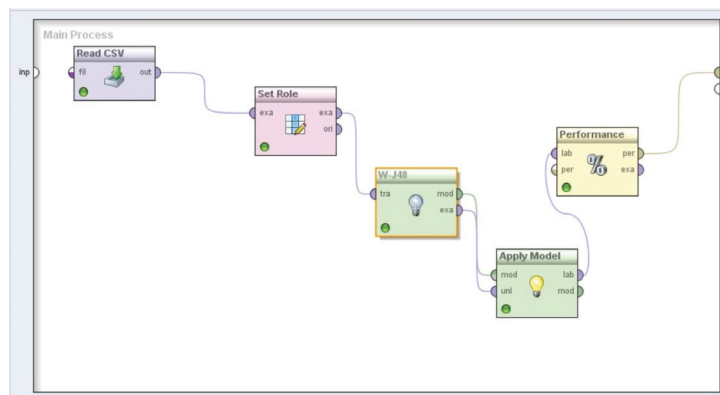 Main Process
Read CSV
inp
fil
out
Set Role
exa
exa
ori
W-J48
tra
mod
exa
Apply Model
mod
lab
unl
mod
Performance
lab
per
per
exa
%